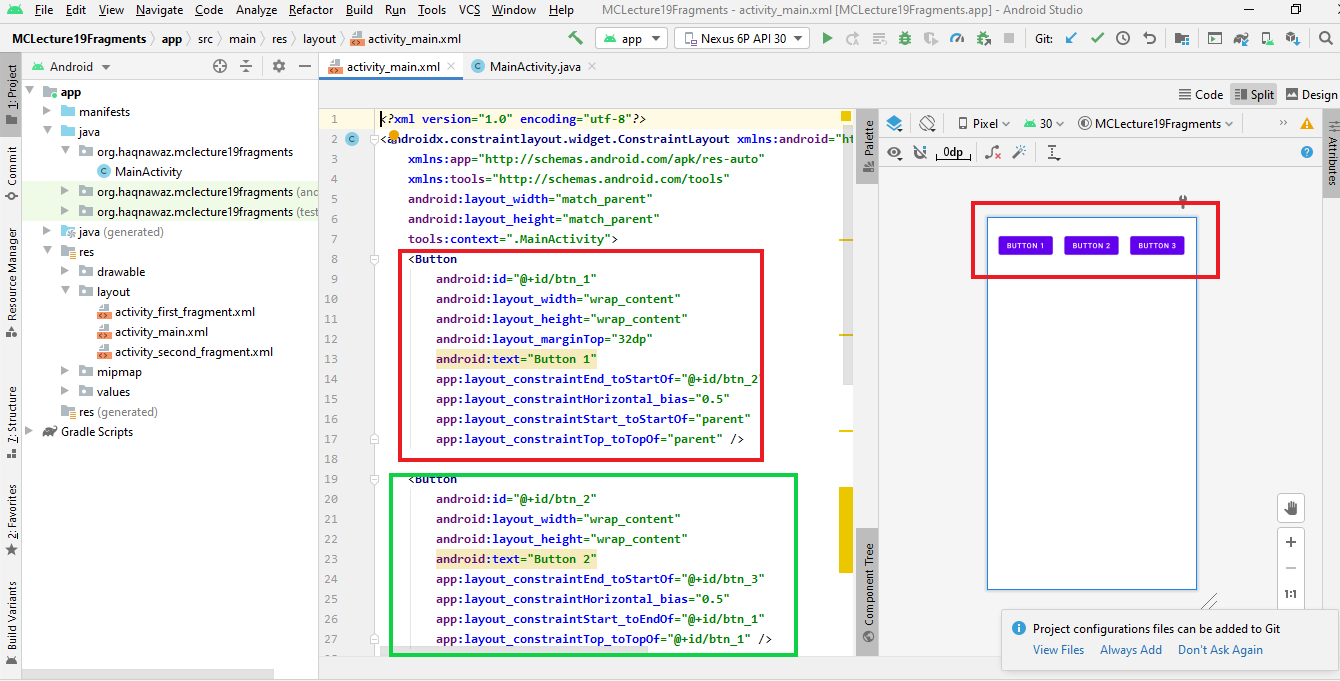 File Edit View Navigate Code Analyze Refactor Build Run Tools VCS Window Help MCLecture19Fragments - activity_main.xml [MCLecture19Fragments.app] - Android Studio
MCLecture19Fragments app src main res layout activity_main.xml app Nexus 6P API 30 Git:
Android activity_main.xml MainActivity.java
Code Split Design
1: Project
Commit
Resource Manager
7: Structure
2: Favorites
Build Variants
app
manifests
java
org.haqnawaz.mclecture19fragments
MainActivity
org.haqnawaz.mclecture19fragments (and
org.haqnawaz.mclecture19fragments (test
java (generated)
res
drawable
layout
activity_first_fragment.xml
activity_main.xml
activity_second_fragment.xml
mipmap
values
res (generated)
Gradle Scripts
1 <?xml version="1.0" encoding="utf-8"?>
2 <androidx.constraintlayout.widget.ConstraintLayout xmlns:android="ht
3 xmlns:app="http://schemas.android.com/apk/res-auto"
4 xmlns:tools="http://schemas.android.com/tools"
5 android:layout_width="match_parent"
6 android:layout_height="match_parent"
7 tools:context=".MainActivity">
8 <Button
9 android:id="@+id/btn_1"
10 android:layout_width="wrap_content"
11 android:layout_height="wrap_content"
12 android:layout_marginTop="32dp"
13 android:text="Button 1"
14 app:layout_constraintEnd_toStartOf="@+id/btn_2
15 app:layout_constraintHorizontal_bias="0.5"
16 app:layout_constraintStart_toStartOf="parent"
17 app:layout_constraintTop_toTopOf="parent" />
18
19 <Button
20 android:id="@+id/btn_2"
21 android:layout_width="wrap_content"
22 android:layout_height="wrap_content"
23 android:text="Button 2"
24 app:layout_constraintEnd_toStartOf="@+id/btn_3"
25 app:layout_constraintHorizontal_bias="0.5"
26 app:layout_constraintStart_toEndOf="@+id/btn_1"
27 app:layout_constraintTop_toTopOf="@+id/btn_1" />
Palette
Component Tree
Pixel 30 MCLecture19Fragments
0dp
Attributes
BUTTON 1 BUTTON 2 BUTTON 3
1:1
Project configurations files can be added to Git
View Files Always Add Don't Ask Again